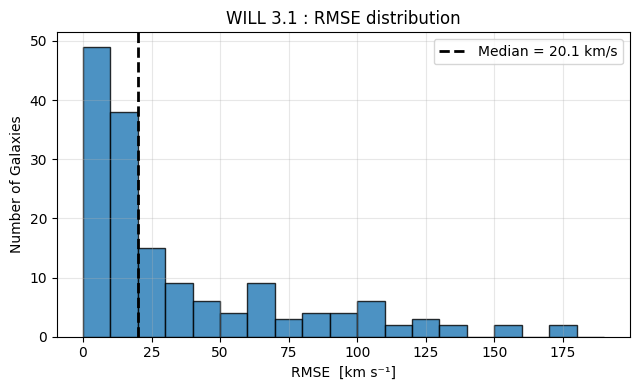 WILL 3.1 : RMSE distribution
Median = 20.1 km/s
Number of Galaxies
50
40
30
20
10
0
0 25 50 75 100 125 150 175
RMSE [km s⁻¹]